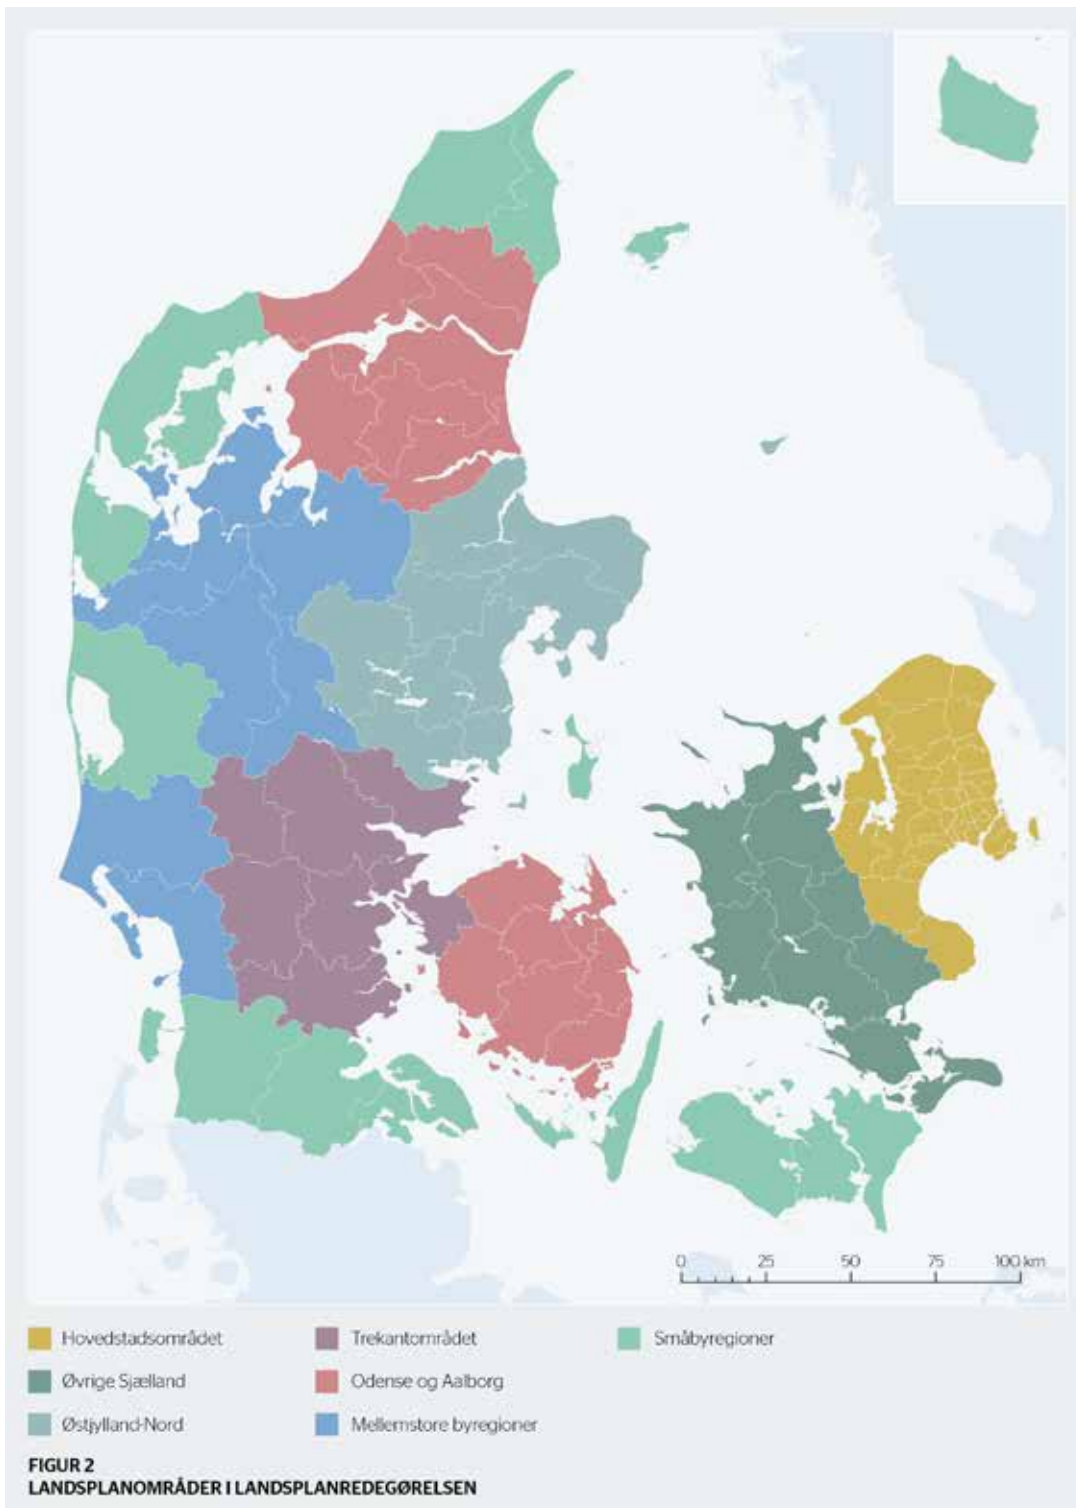 0 25 50 75 100 km
Hovedstadsområdet
Øvrige Sjælland
Østjylland-Nord
Trekantområdet
Odense og Aalborg
Mellemstore byregioner
Småbyregioner
FIGUR 2
LANDSPLANOMRÅDER I LANDSPLANREDEGØRELSEN